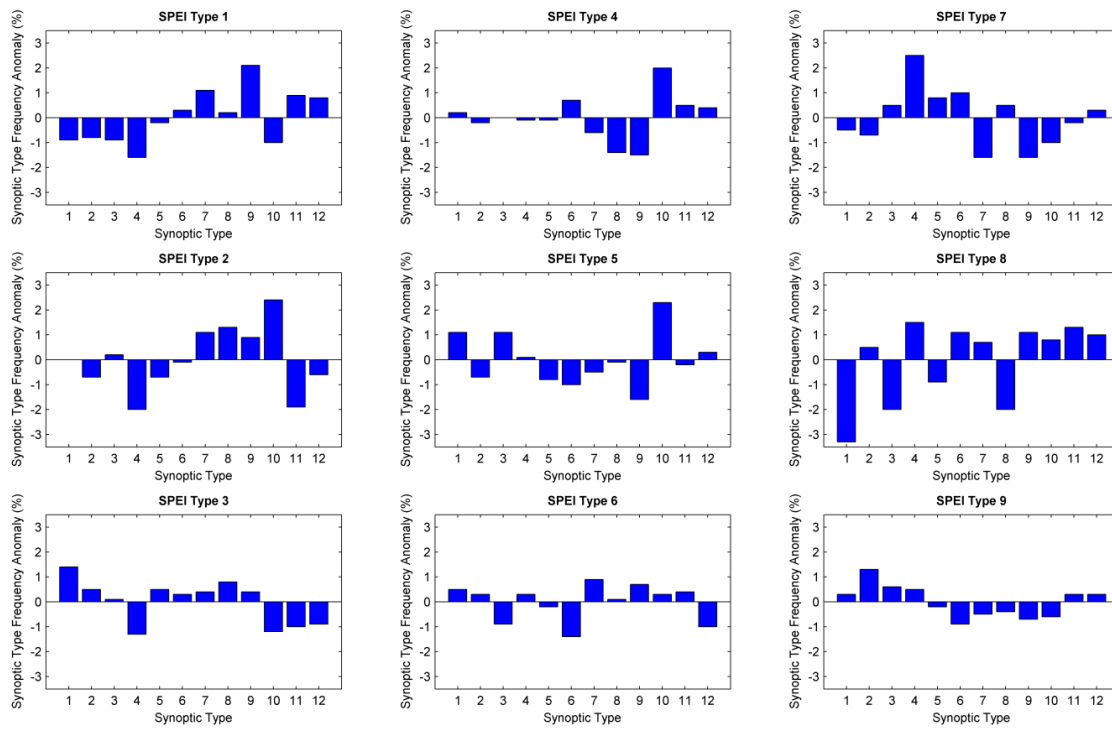 SPEI Type 1
Synoptic Type Frequency Anomaly (%)
3
2
1
0
-1
-2
-3
1 2 3 4 5 6 7 8 9 10 11 12
Synoptic Type
SPEI Type 4
Synoptic Type Frequency Anomaly (%)
3
2
1
0
-1
-2
-3
1 2 3 4 5 6 7 8 9 10 11 12
Synoptic Type
SPEI Type 7
Synoptic Type Frequency Anomaly (%)
3
2
1
0
-1
-2
-3
1 2 3 4 5 6 7 8 9 10 11 12
Synoptic Type
SPEI Type 2
Synoptic Type Frequency Anomaly (%)
3
2
1
0
-1
-2
-3
1 2 3 4 5 6 7 8 9 10 11 12
Synoptic Type
SPEI Type 5
Synoptic Type Frequency Anomaly (%)
3
2
1
0
-1
-2
-3
1 2 3 4 5 6 7 8 9 10 11 12
Synoptic Type
SPEI Type 8
Synoptic Type Frequency Anomaly (%)
3
2
1
0
-1
-2
-3
1 2 3 4 5 6 7 8 9 10 11 12
Synoptic Type
SPEI Type 3
Synoptic Type Frequency Anomaly (%)
3
2
1
0
-1
-2
-3
1 2 3 4 5 6 7 8 9 10 11 12
Synoptic Type
SPEI Type 6
Synoptic Type Frequency Anomaly (%)
3
2
1
0
-1
-2
-3
1 2 3 4 5 6 7 8 9 10 11 12
Synoptic Type
SPEI Type 9
Synoptic Type Frequency Anomaly (%)
3
2
1
0
-1
-2
-3
1 2 3 4 5 6 7 8 9 10 11 12
Synoptic Type